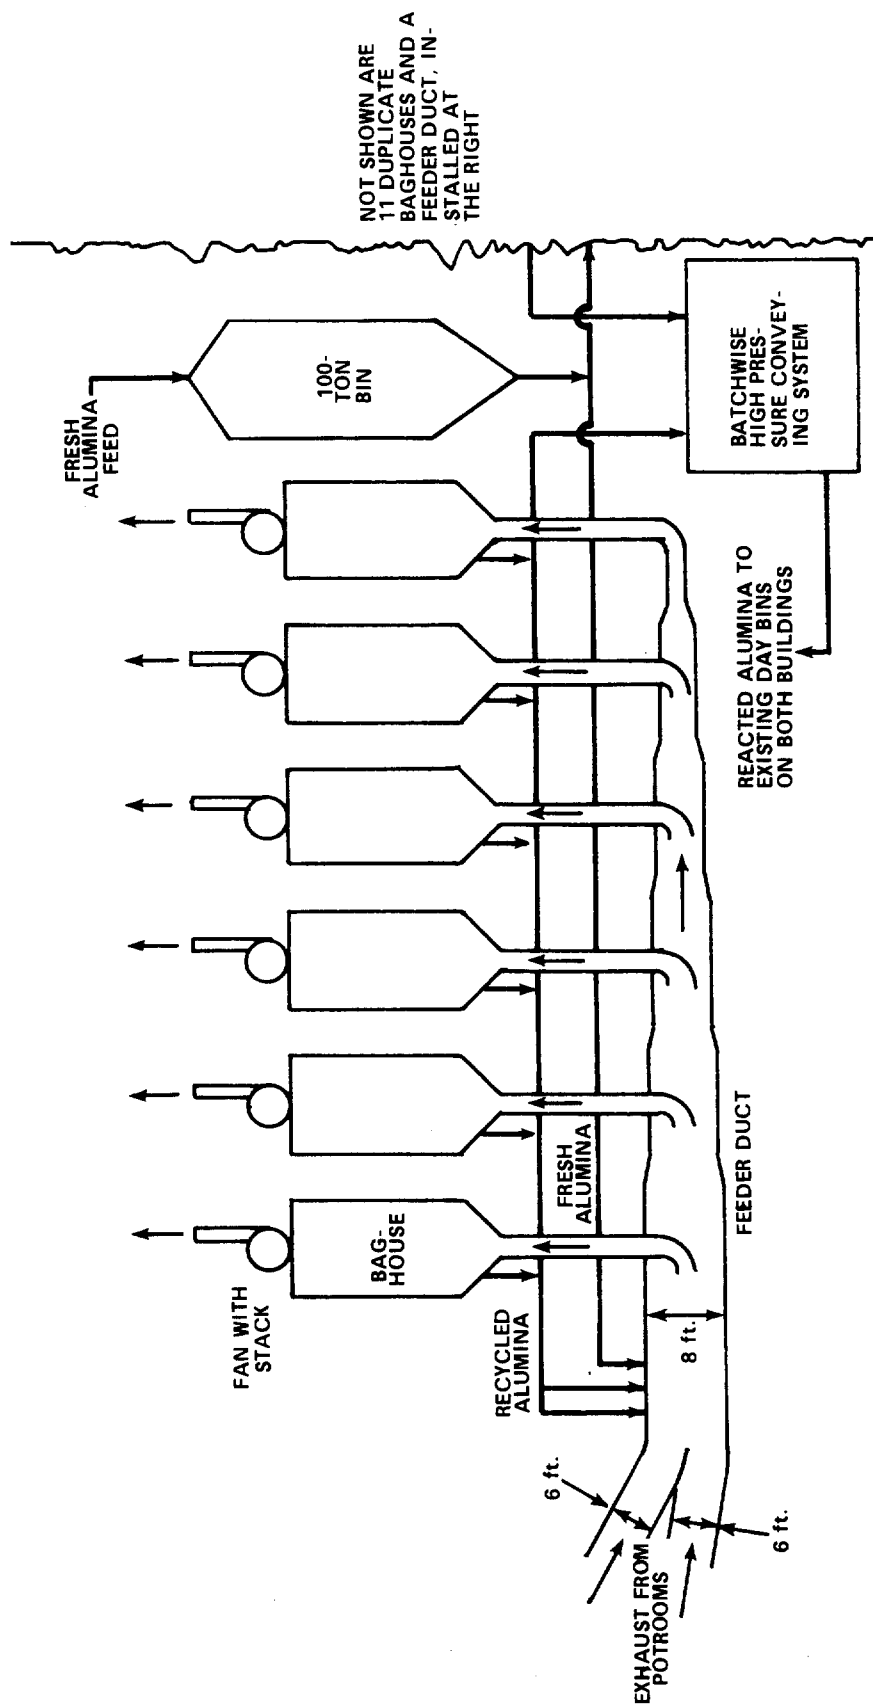 NOT SHOWN ARE
11 DUPLICATE
BAGHOUSES AND A
FEEDER DUCT, IN-
STALLED AT
THE RIGHT
FRESH
ALUMINA
FEED
100-
TON
BIN
BATCHWISE
HIGH PRES-
SURE CONVEY-
ING SYSTEM
REACTED ALUMINA TO
EXISTING DAY BINS
ON BOTH BUILDINGS
FAN WITH
STACK
BAG-
HOUSE
RECYCLED
ALUMINA
FRESH
ALUMINA
FEEDER DUCT
8 ft.
6 ft.
6 ft.
EXHAUST FROM
POTROOMS